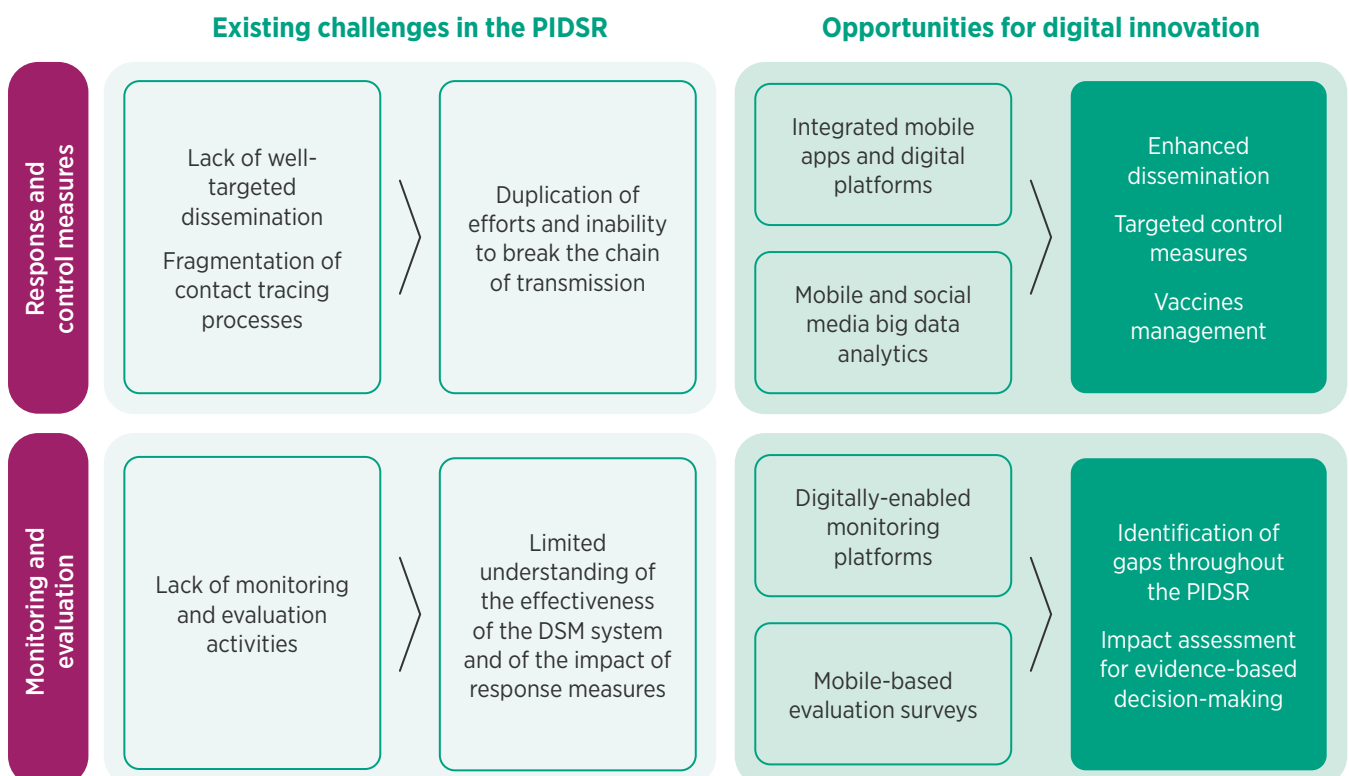 Existing challenges in the PIDSR
Opportunities for digital innovation
Response and
control measures
Lack of well-
targeted
dissemination
Fragmentation of
contact tracing
processes
Duplication of
efforts and inability
to break the chain
of transmission
Integrated mobile
apps and digital
platforms
Mobile and social
media big data
analytics
Enhanced
dissemination
Targeted control
measures
Vaccines
management
Monitoring and
evaluation
Lack of monitoring
and evaluation
activities
Limited
understanding of
the effectiveness
of the DSM system
and of the impact of
response measures
Digitally-enabled
monitoring
platforms
Mobile-based
evaluation surveys
Identification of
gaps throughout
the PIDSR
Impact assessment
for evidence-based
decision-making